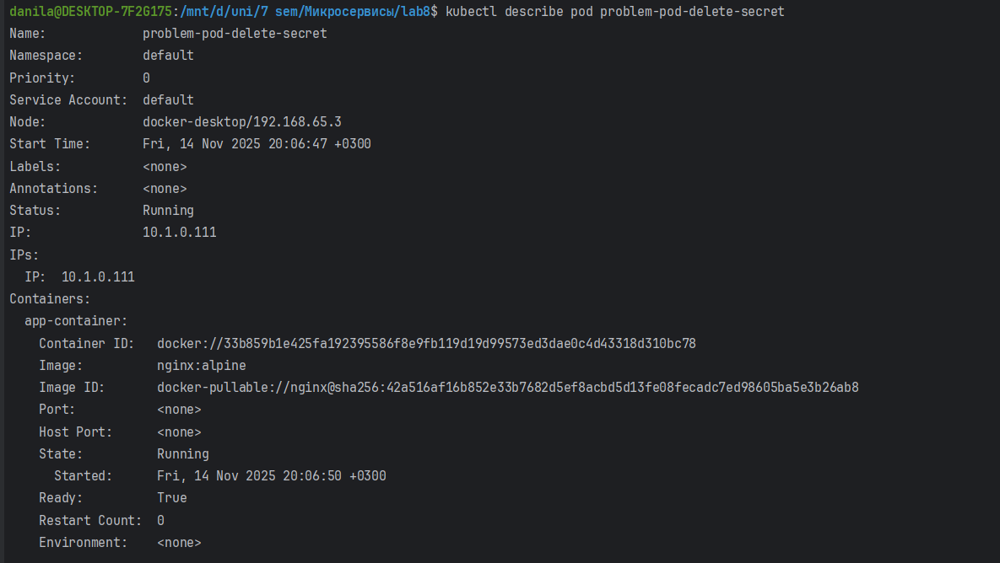 danila@DESKTOP-7F26175:/mnt/d/uni/7 sem/Микросервисы/lab8$ kubectl describe pod problem-pod-delete-secret
Name:             problem-pod-delete-secret
Namespace:        default
Priority:         0
Service Account:  default
Node:             docker-desktop/192.168.65.3
Start Time:       Fri, 14 Nov 2025 20:06:47 +0300
Labels:           <none>
Annotations:      <none>
Status:           Running
IP:               10.1.0.111
IPs:
  IP:  10.1.0.111
Containers:
  app-container:
    Container ID:   docker://33b859b1e425fa192395586f8e9fb119d19d99573ed3dae0c4d43318d310bc78
    Image:          nginx:alpine
    Image ID:       docker-pullable://nginx@sha256:42a516af16b852e33b7682d5ef8acbd5d13fe08fecadc7ed98605ba5e3b26ab8
    Port:           <none>
    Host Port:      <none>
    State:          Running
      Started:      Fri, 14 Nov 2025 20:06:50 +0300
    Ready:          True
    Restart Count:  0
    Environment:    <none>